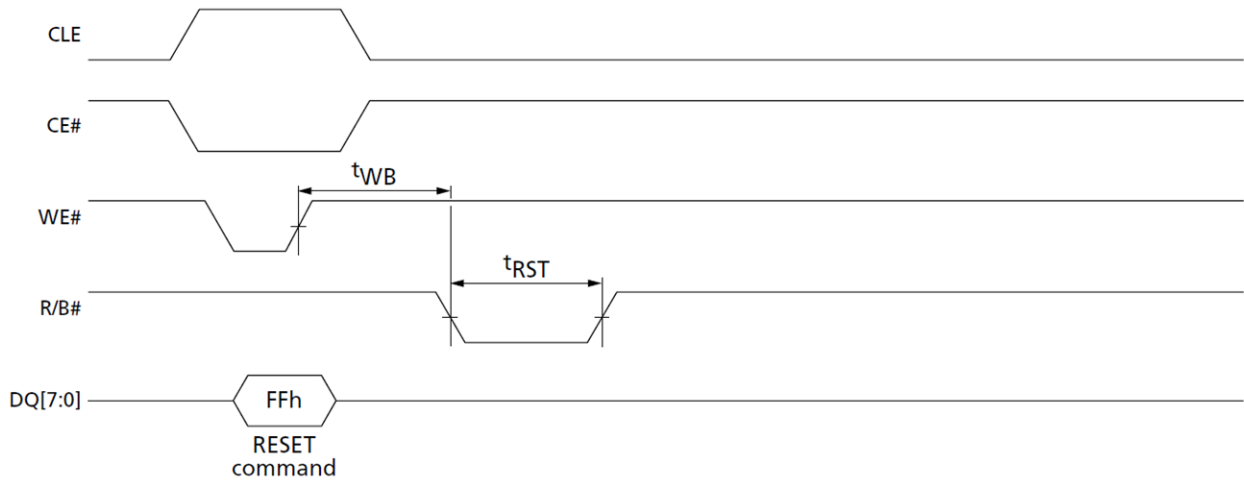 CLE
CE#
tWB
WE#
tRST
R/B#
DQ[7:0]
FFh
RESET
command